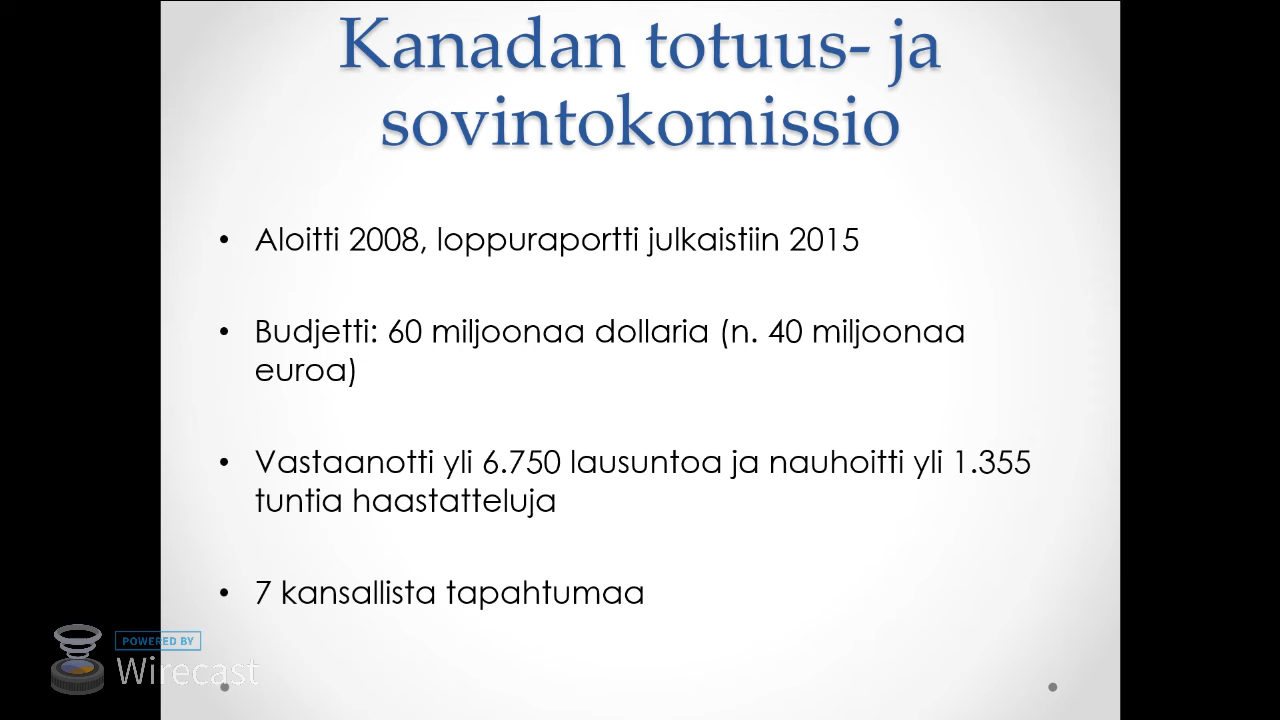 Kanadan totuus- ja
sovintokomissio
• Aloitti 2008, loppuraportti julkaistiin 2015
• Budjetti: 60 miljoonaa dollaria (n. 40 miljoonaa
euroa)
• Vastaanotti yli 6.750 lausuntoa ja nauhoitti yli 1.355
tuntia haastatteluja
• 7 kansallista tapahtumaa
POWERED BY
Wirecast